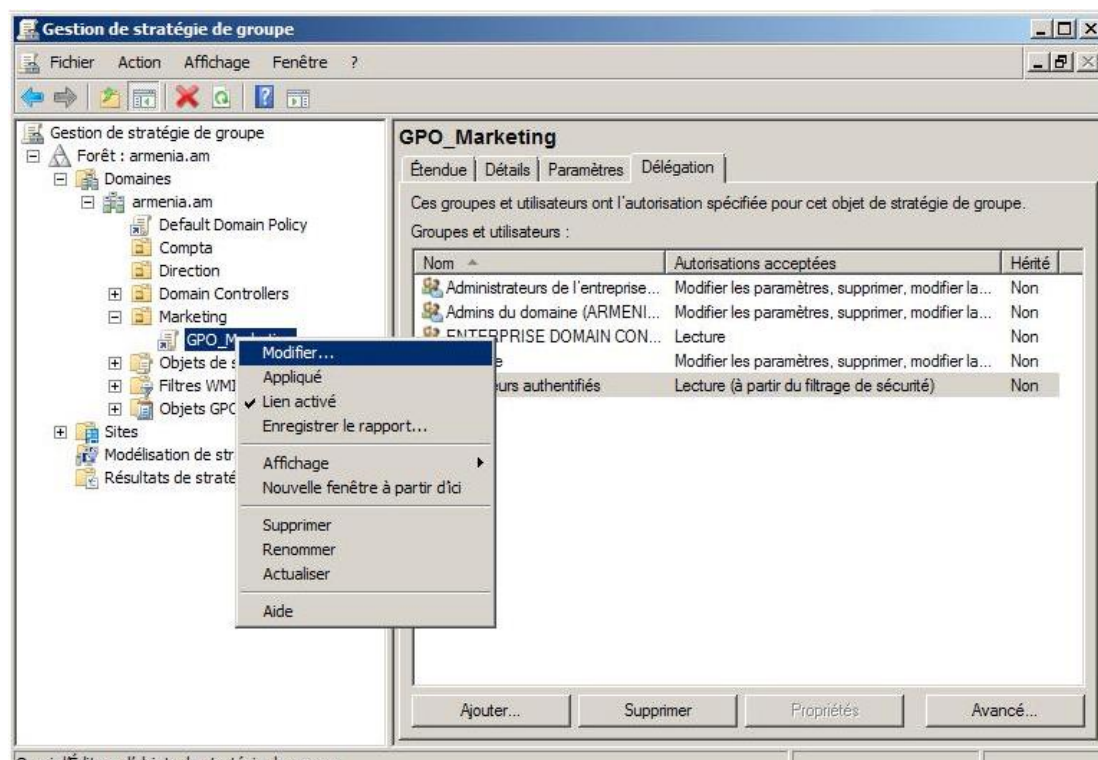 Gestion de stratégie de groupe
Fichier Action Affichage Fenêtre ?
Gestion de stratégie de groupe
Forêt : armenia.am
Domaines
armenia.am
Default Domain Policy
Compta
Direction
Domain Controllers
Marketing
GPO_M
Objets de s
Filtres WMI
Objets GPO
Sites
Modélisation de str
Résultats de straté
Modifier...
Appliqué
Lien activé
Enregistrer le rapport...
Affichage
Nouvelle fenêtre à partir d'ici
Supprimer
Renommer
Actualiser
Aide
GPO_Marketing
Étendue Détails Paramètres Délégation
Ces groupes et utilisateurs ont l'autorisation spécifiée pour cet objet de stratégie de groupe.
Groupes et utilisateurs :
Nom Autorisations acceptées Hérité
Administrateurs de l'entreprise... Modifier les paramètres, supprimer, modifier la... Non
Admins du domaine (ARMENI... Modifier les paramètres, supprimer, modifier la... Non
ENTERPRISE DOMAIN CON... Lecture Non
e Modifier les paramètres, supprimer, modifier la... Non
eurs authentifiés Lecture (à partir du filtrage de sécurité) Non
Ajouter... Supprimer Propriétés Avancé...